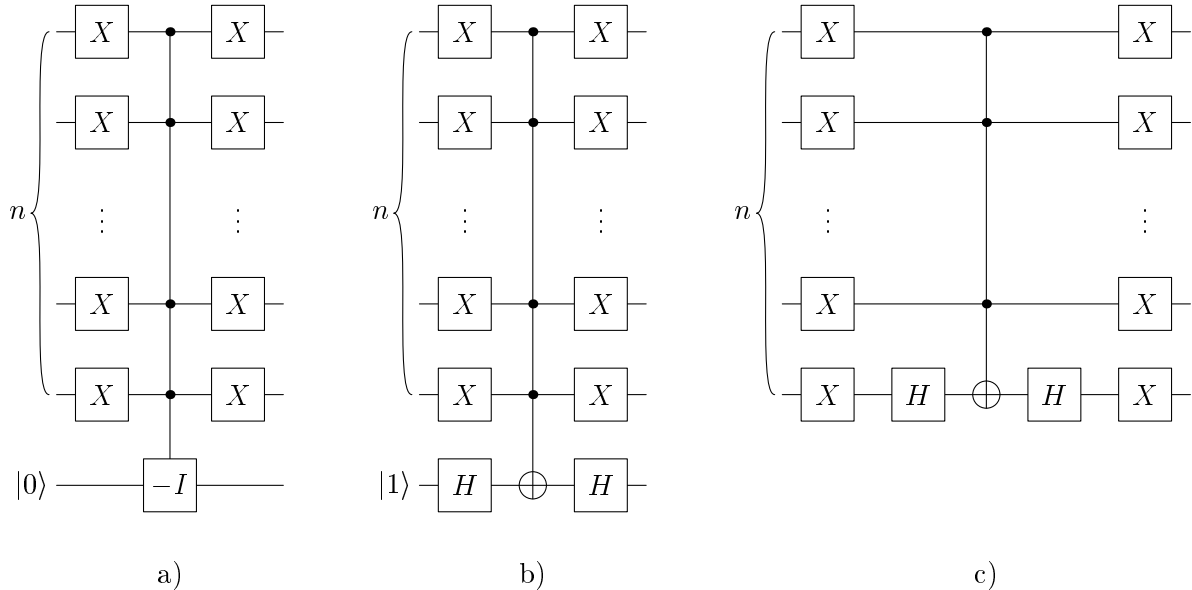 X X X X X X
X X X X X X
n ⋮ ⋮ n ⋮ ⋮ n ⋮ ⋮
X X X X X X
X X X X X H H X
|0⟩ −I |1⟩ H H
a) b) c)